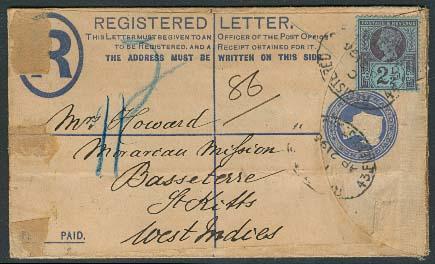 REGISTERED LETTER.
THIS LETTER MUST BE GIVEN TO AN OFFICER OF THE POST OFFICE
TO BE REGISTERED, AND A RECEIPT OBTAINED FOR IT.
THE ADDRESS MUST BE WRITTEN ON THIS SIDE.
R
2½
86
Mr. Howard
Moravean Mission
Basseterre
St Kitts
West Indies
PAID.